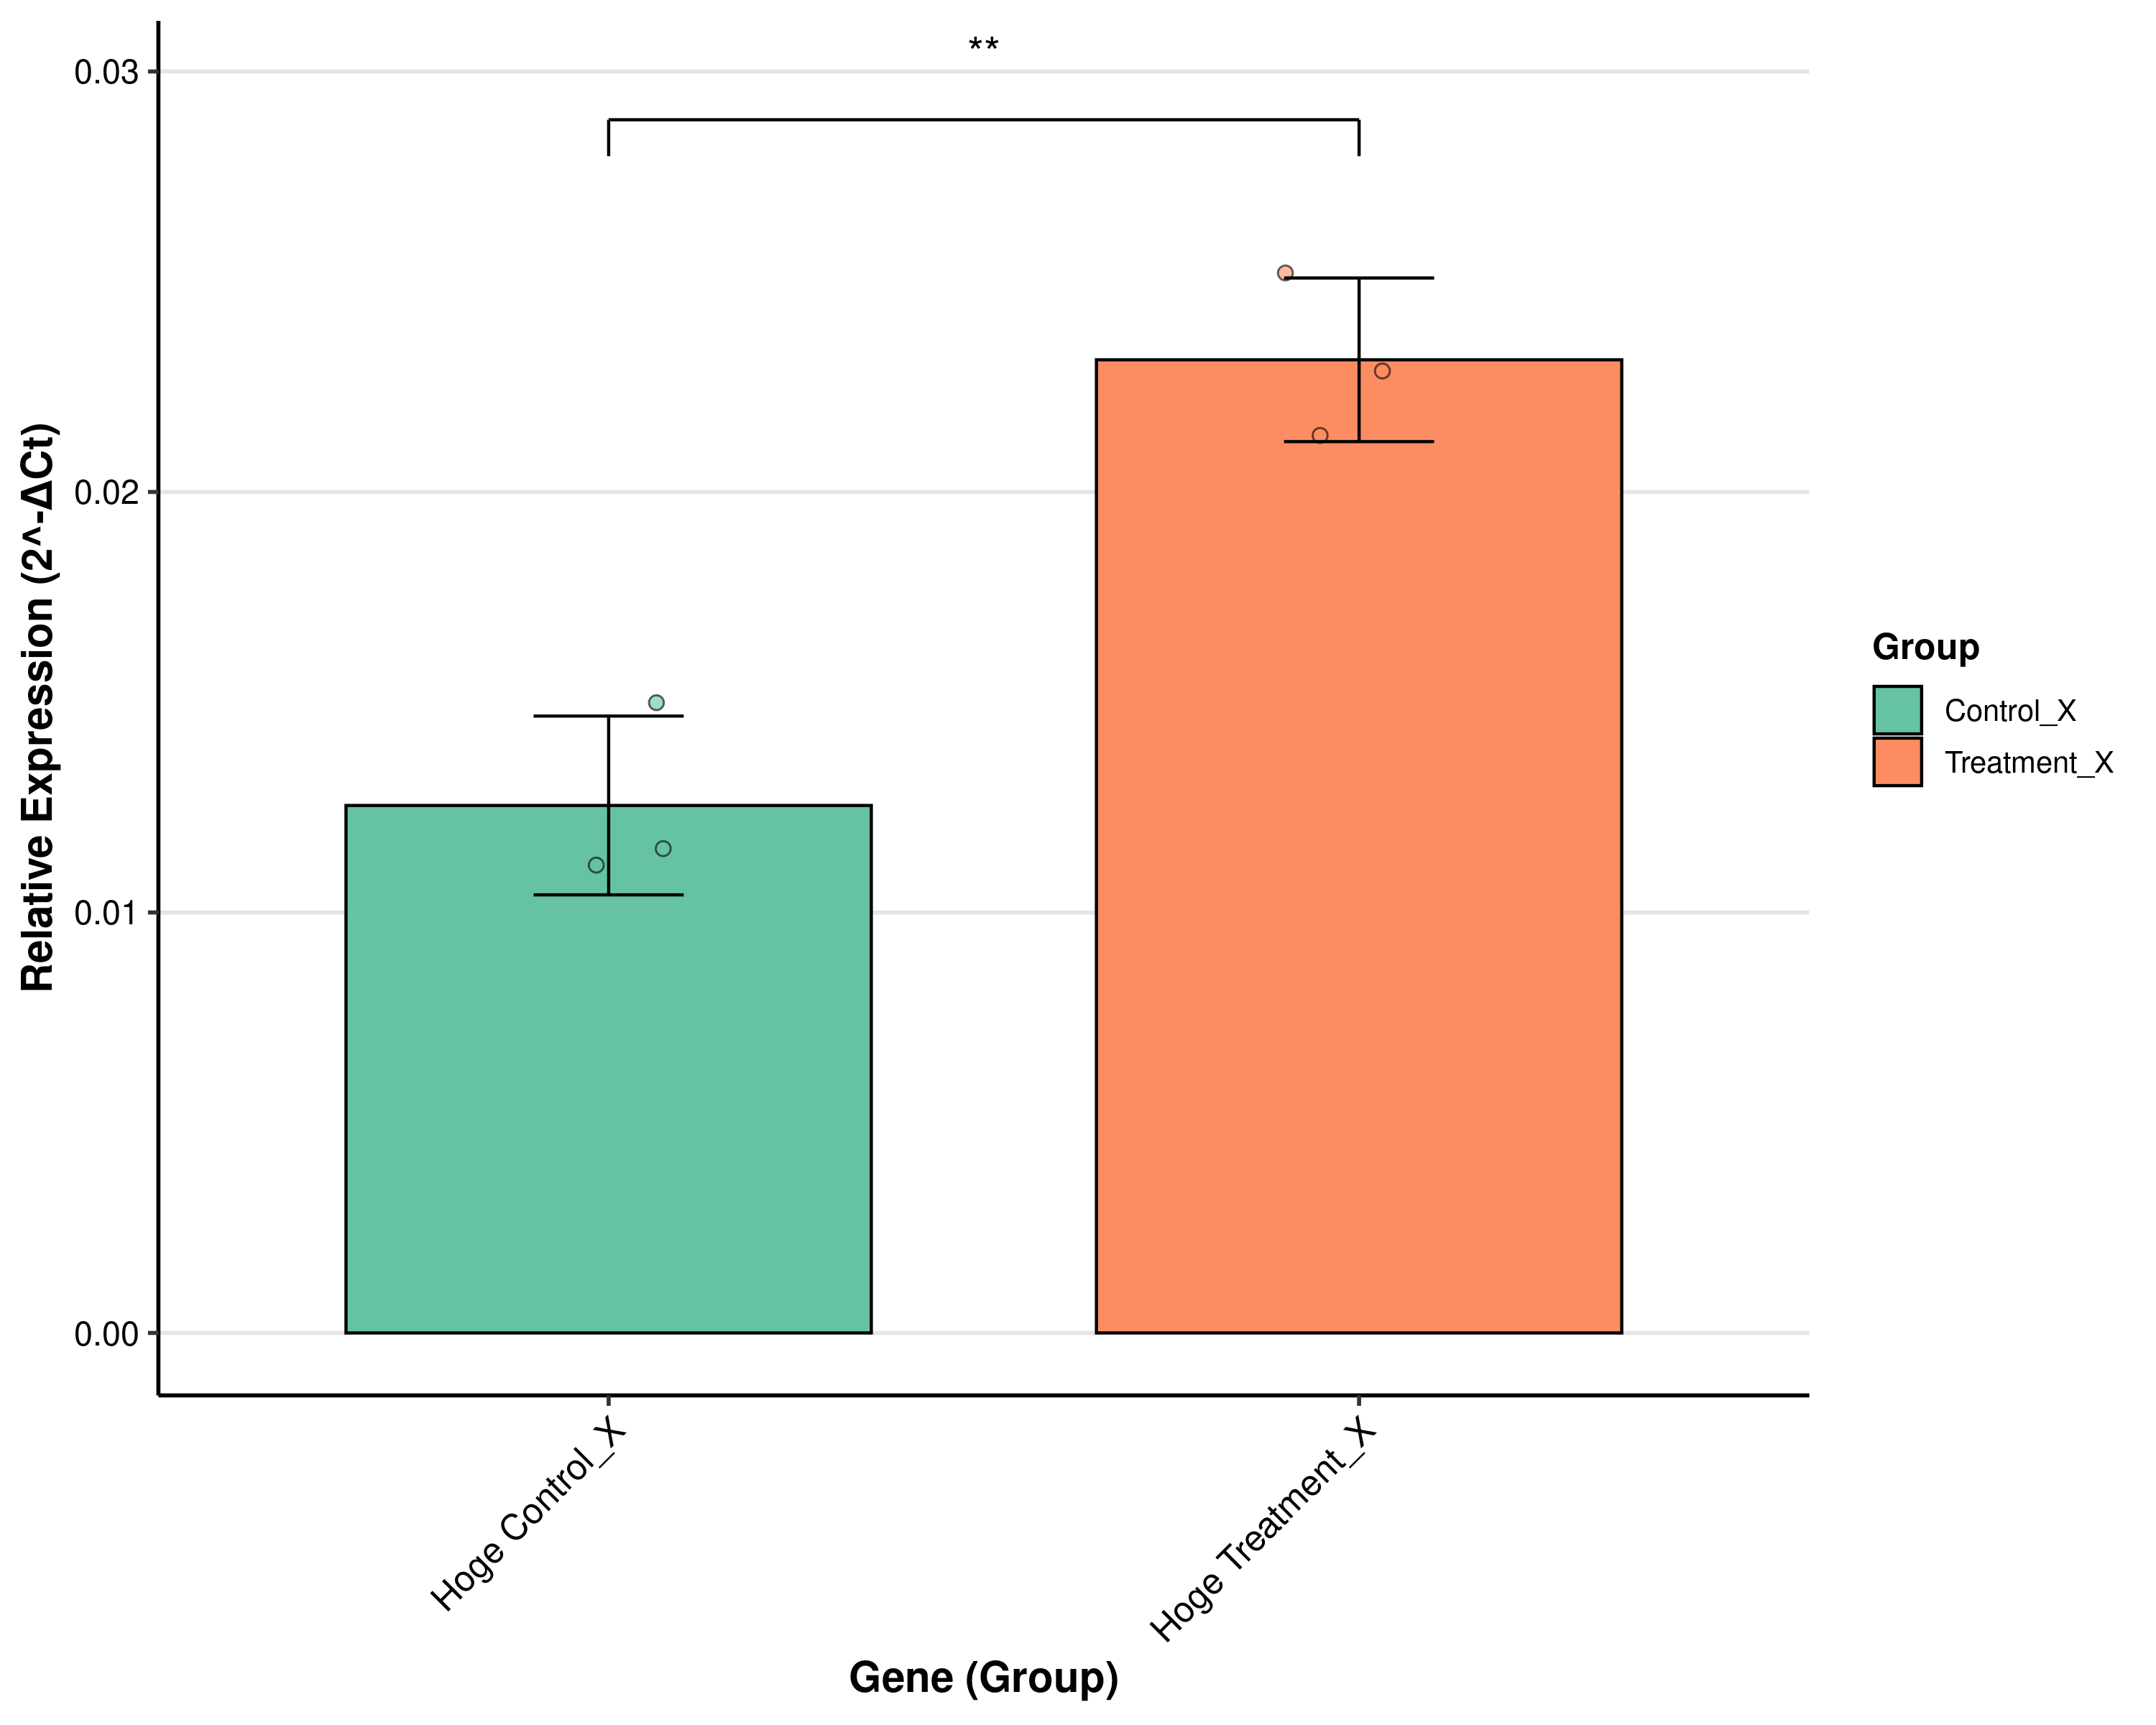 **
0.03
0.02
0.01
0.00
Relative Expression (2^-ΔCt)
Hoge Control_X
Hoge Treatment_X
Gene (Group)
Group
Control_X
Treatment_X